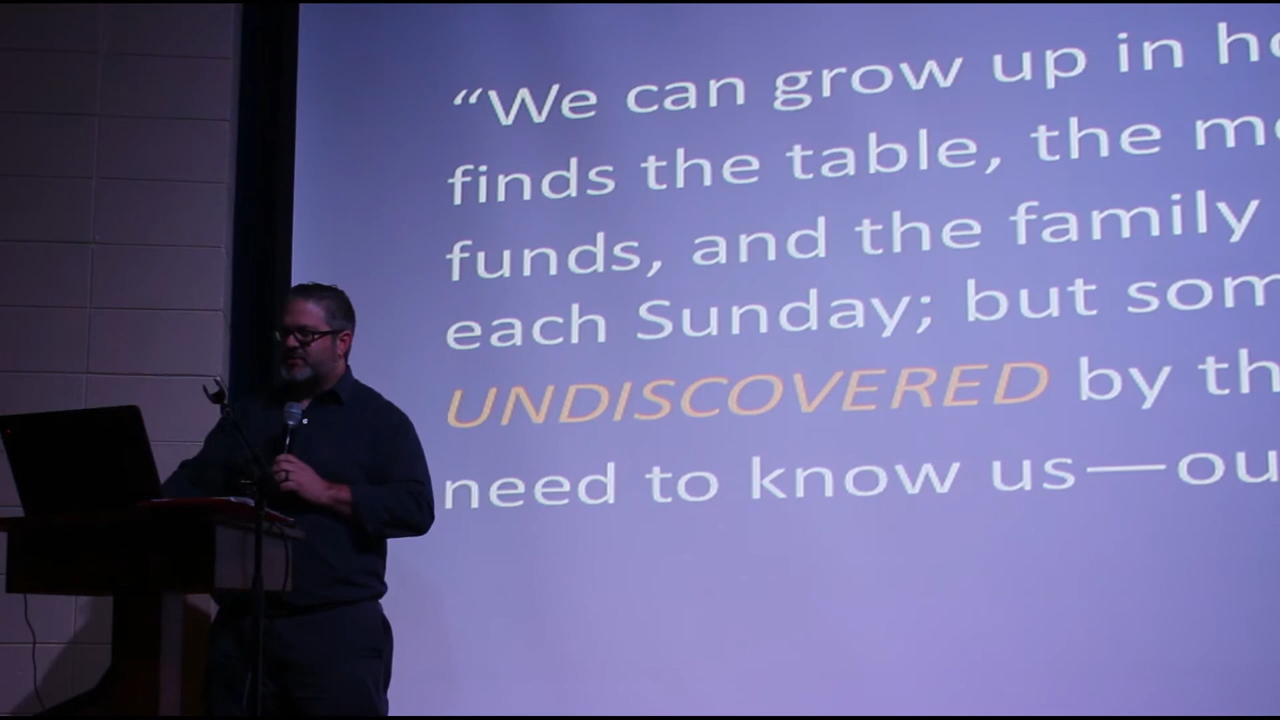 “We can grow up in
finds the table, the
funds, and the family
each Sunday; but
UNDISCOVERED by
need to know us—